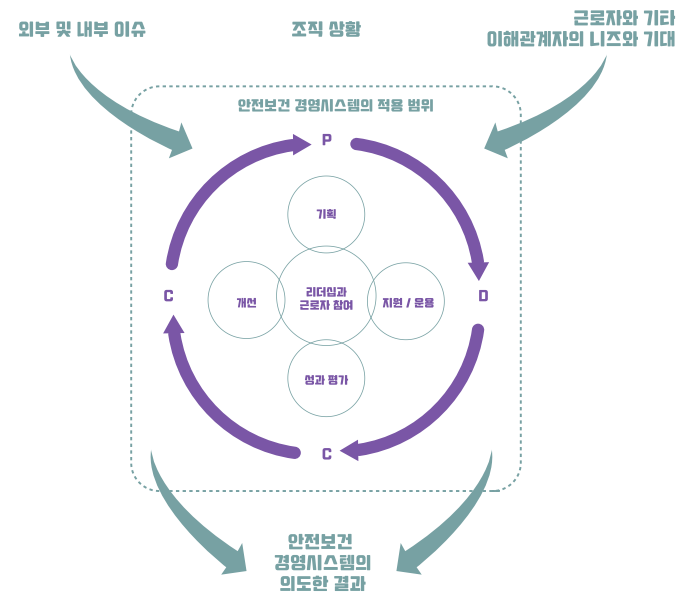 외부 및 내부 이슈
조직 상황
근로자와 기타
이해관계자의 니즈와 기대
안전보건 경영시스템의 적용 범위
P
기획
C
개선
리더십과
근로자 참여
지원 / 운용
D
성과 평가
C
안전보건
경영시스템의
의도한 결과